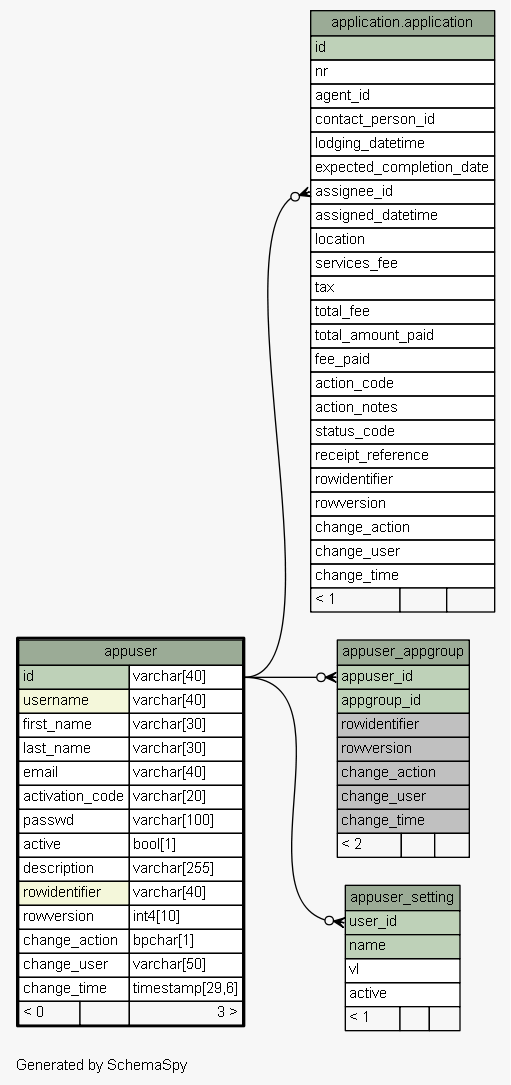 application.application
id
nr
agent_id
contact_person_id
lodging_datetime
expected_completion_date
assignee_id
assigned_datetime
location
services_fee
tax
total_fee
total_amount_paid
fee_paid
action_code
action_notes
status_code
receipt_reference
rowidentifier
rowversion
change_action
change_user
change_time
< 1
appuser
id varchar[40]
username varchar[40]
first_name varchar[30]
last_name varchar[30]
email varchar[40]
activation_code varchar[20]
passwd varchar[100]
active bool[1]
description varchar[255]
rowidentifier varchar[40]
rowversion int4[10]
change_action bpchar[1]
change_user varchar[50]
change_time timestamp[29,6]
< 0 3 >
appuser_appgroup
appuser_id
appgroup_id
rowidentifier
rowversion
change_action
change_user
change_time
< 2
appuser_setting
user_id
name
vl
active
< 1
Generated by SchemaSpy